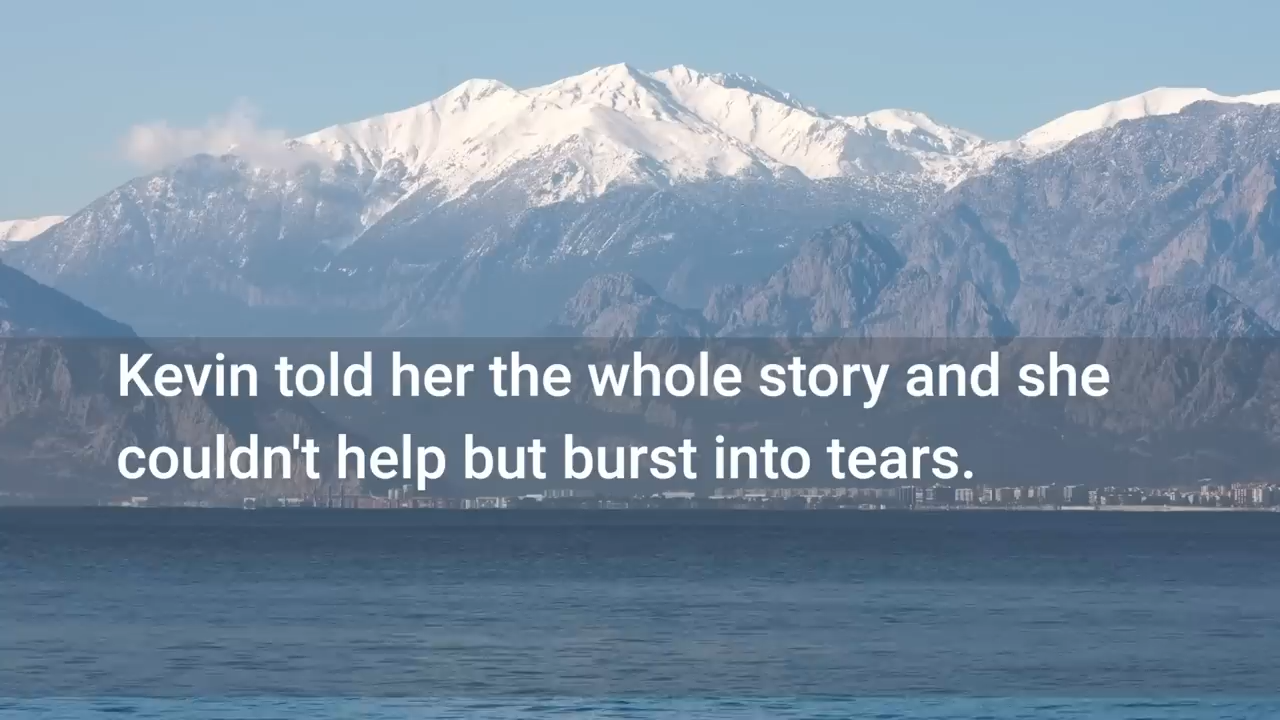 Kevin told her the whole story and she
couldn't help but burst into tears.